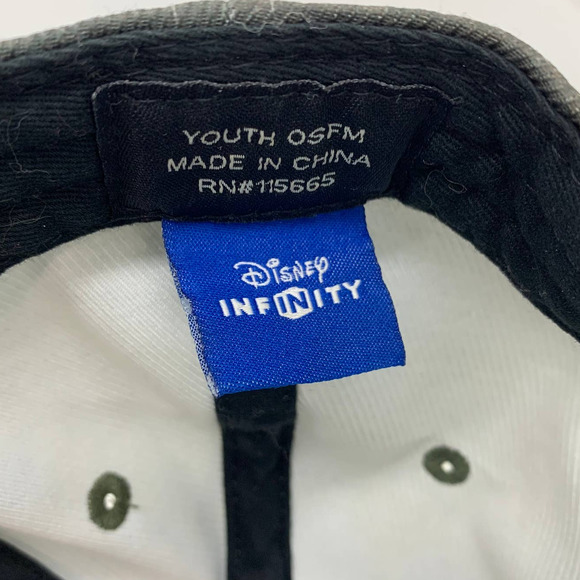 YOUTH OSFM
MADE IN CHINA
RN#115665
Disney
INFINITY